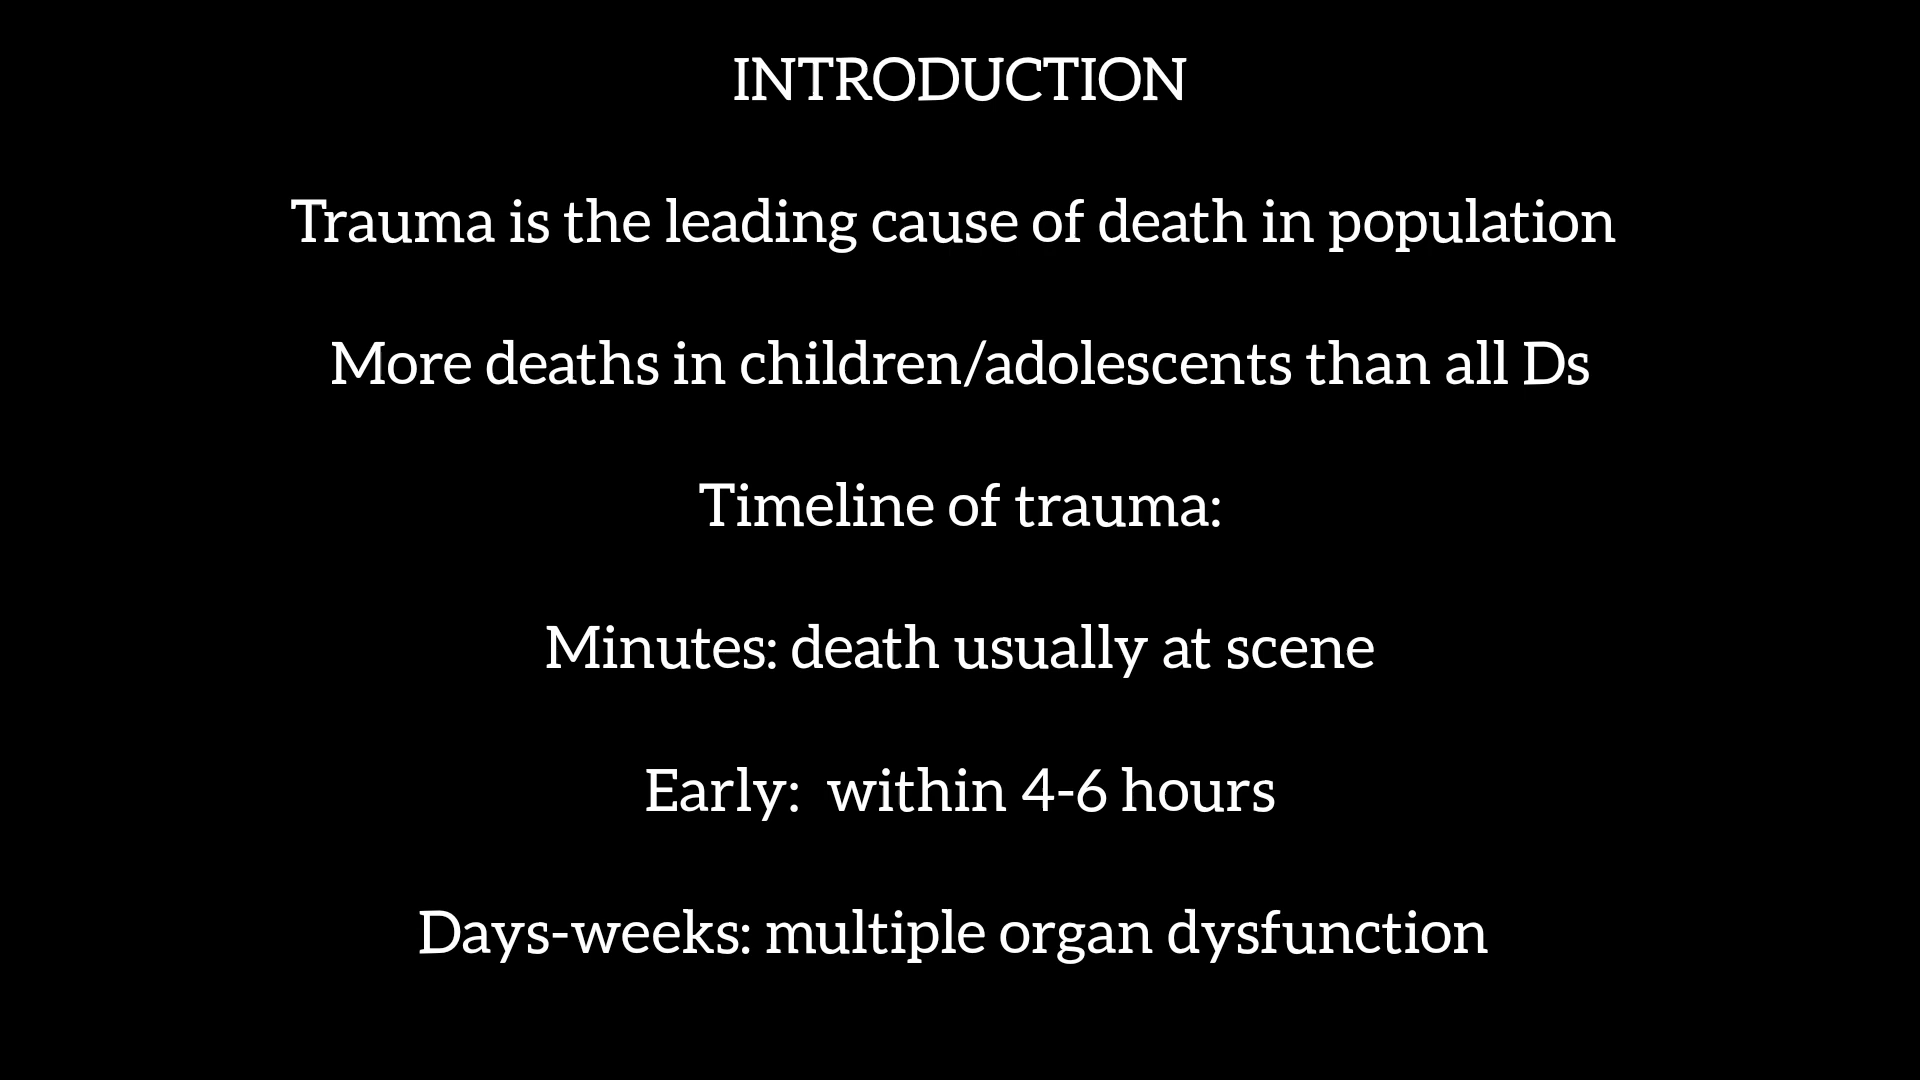 INTRODUCTION
Trauma is the leading cause of death in population
More deaths in children/adolescents than all Ds
Timeline of trauma:
Minutes: death usually at scene
Early:  within 4-6 hours
Days-weeks: multiple organ dysfunction